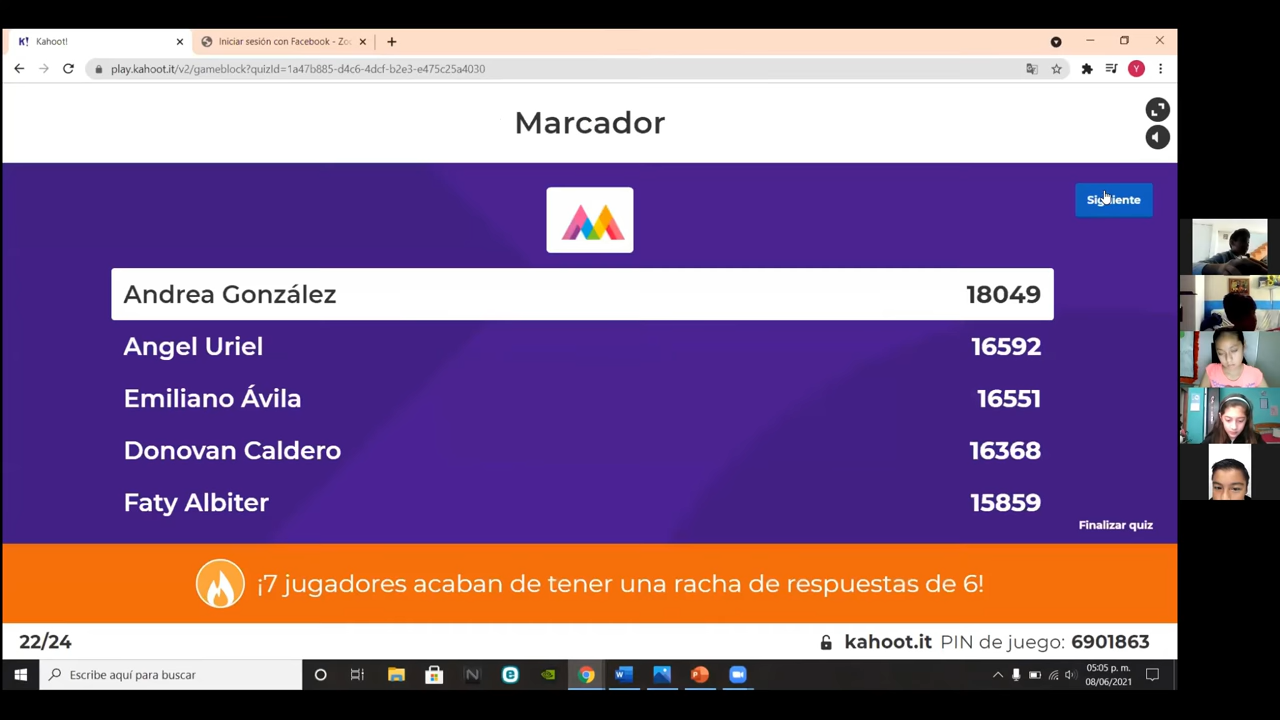 K! Kahoot!
Iniciar sesión con Facebook - Zoo
play.kahoot.it/v2/gameblock?quizId=1a47b885-d4c6-4dcf-b2e3-e475c25a4030
Y
Marcador
Siguiente
Andrea González 18049
Angel Uriel 16592
Emiliano Ávila 16551
Donovan Caldero 16368
Faty Albiter 15859
Finalizar quiz
¡7 jugadores acaban de tener una racha de respuestas de 6!
22/24
kahoot.it PIN de juego: 6901863
Escribe aquí para buscar
05:05 p. m.
08/06/2021